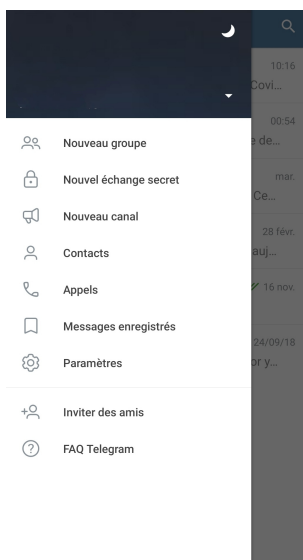 10:16
Covi...
00:54
e de...
mar.
Ce...
28 févr.
auj...
16 nov.
24/09/18
or y...
Nouveau groupe
Nouvel échange secret
Nouveau canal
Contacts
Appels
Messages enregistrés
Paramètres
Inviter des amis
FAQ Telegram